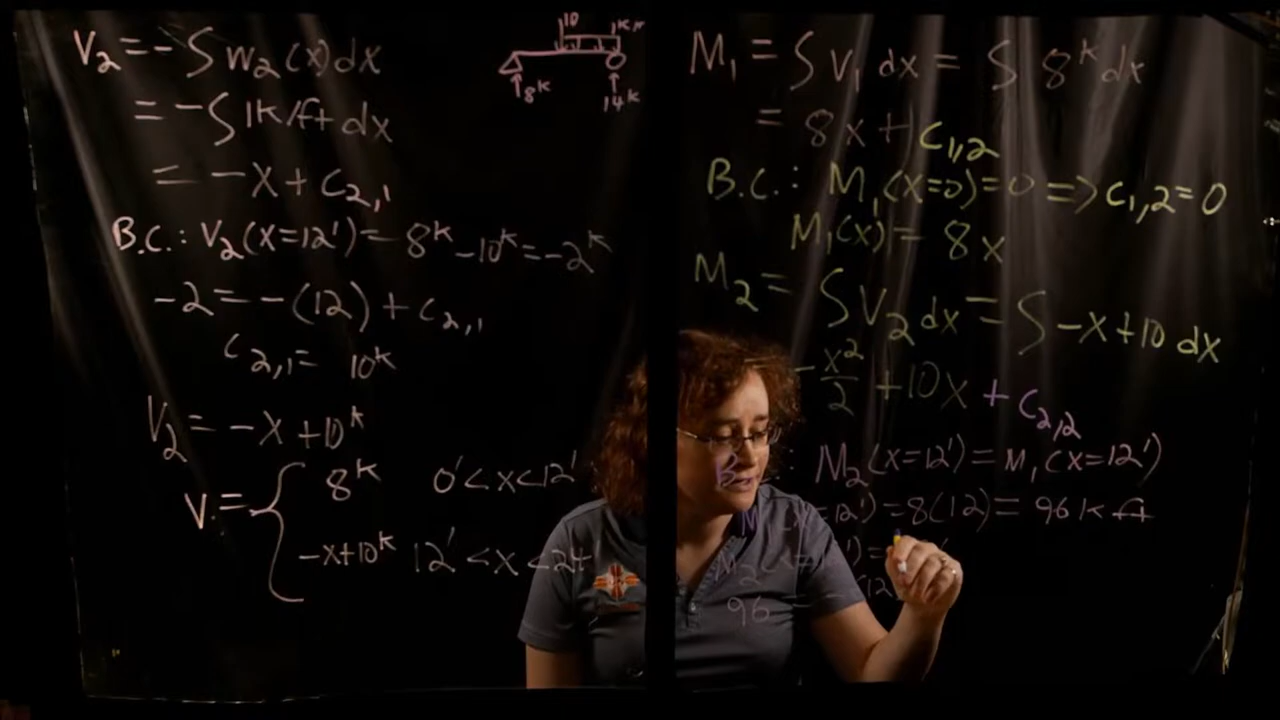 V₂ = -∫ w₂(x) dx
= -∫ 1k/ft dx
= -x + C₂,₁
B.C.: V₂(x=12') = 8ᵏ - 10ᵏ = -2ᵏ
-2 = -(12) + C₂,₁
C₂,₁ = 10ᵏ
V₂ = -x + 10ᵏ
V = { 8ᵏ 0' < x < 12'
-x+10ᵏ 12' < x < 24'
10
8ᵏ
14ᵏ
M₁ = ∫ V₁ dx = ∫ 8ᵏ dx
= 8x + C₁,₂
B.C.: M₁(x=0) = 0 => C₁,₂ = 0
M₁(x) = 8x
M₂ = ∫ V₂ dx = ∫ -x+10 dx
-x²/2 + 10x + C₂,₂
B : M₂(x=12') = M₁(x=12')
M =12') = 8(12) = 96 k ft
M₂(x ') =
96 = - (12